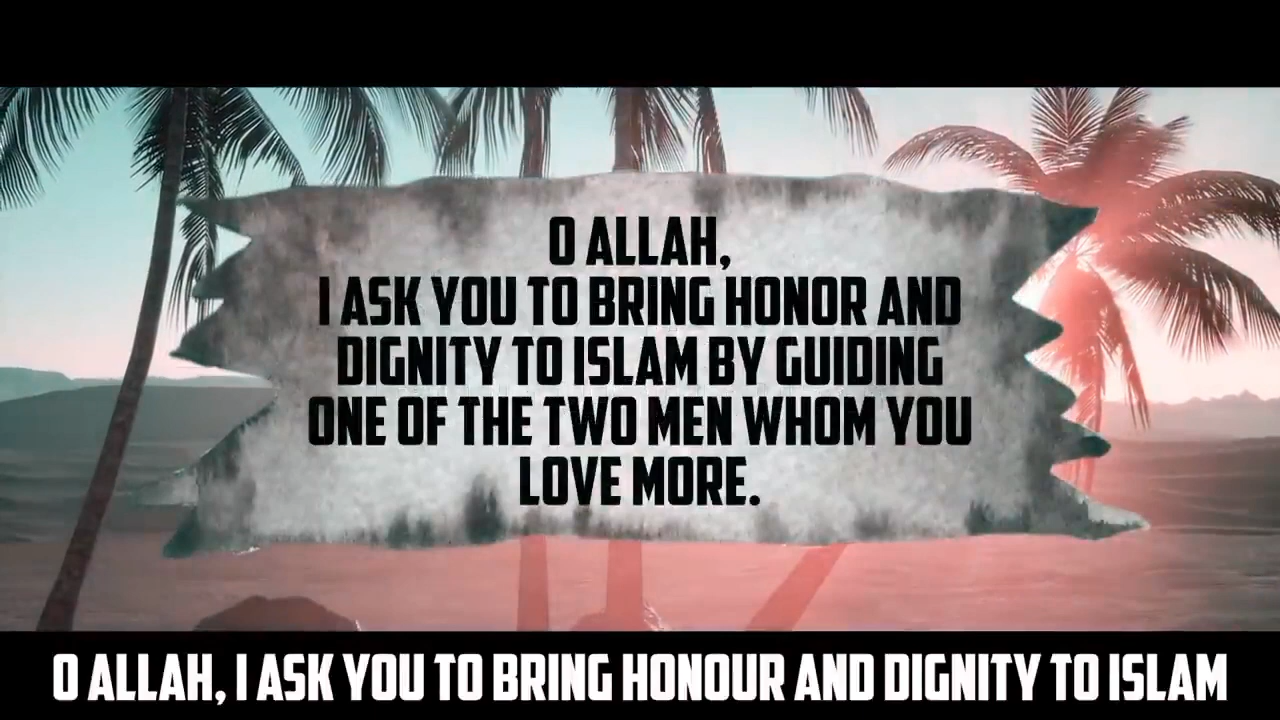 O ALLAH,
I ASK YOU TO BRING HONOR AND
DIGNITY TO ISLAM BY GUIDING
ONE OF THE TWO MEN WHOM YOU
LOVE MORE.
O ALLAH, I ASK YOU TO BRING HONOUR AND DIGNITY TO ISLAM